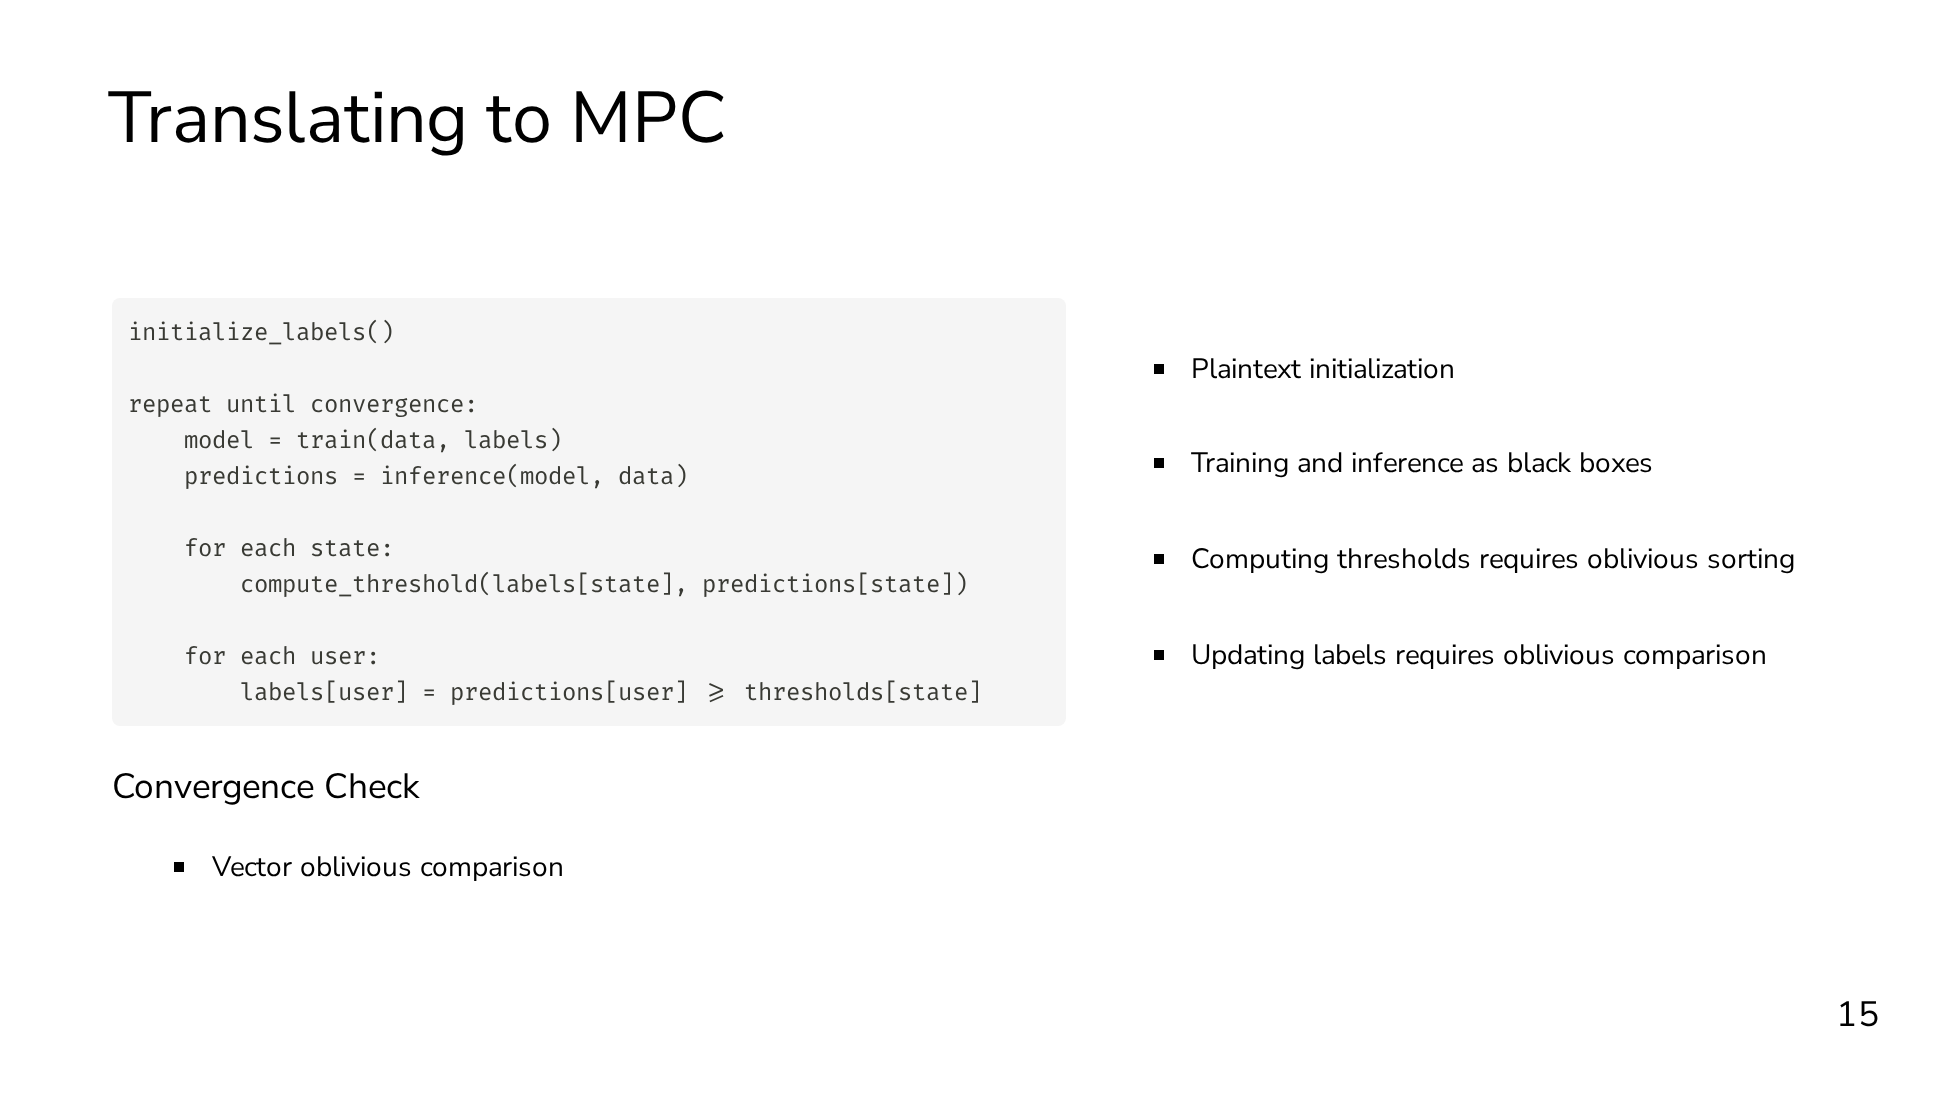 Translating to MPC
initialize_labels()
repeat until convergence:
    model = train(data, labels)
    predictions = inference(model, data)
    for each state:
        compute_threshold(labels[state], predictions[state])
    for each user:
        labels[user] = predictions[user] ⩾ thresholds[state]
▪ Plaintext initialization
▪ Training and inference as black boxes
▪ Computing thresholds requires oblivious sorting
▪ Updating labels requires oblivious comparison
Convergence Check
▪ Vector oblivious comparison
15